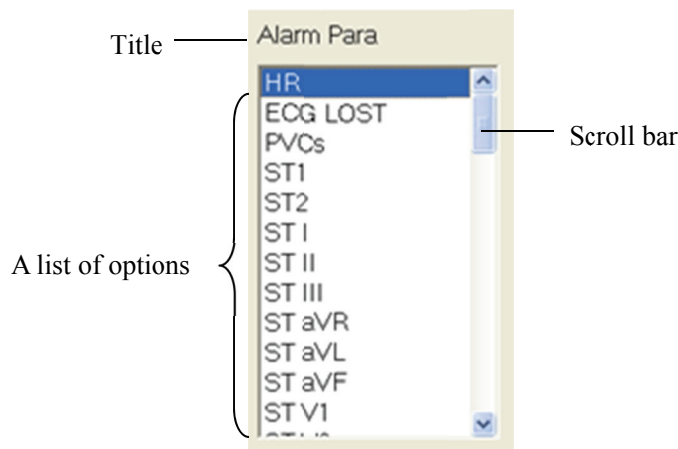 Title
Alarm Para
HR
ECG LOST
PVCs
ST1
ST2
ST I
ST II
ST III
ST aVR
ST aVL
ST aVF
ST V1
Scroll bar
A list of options